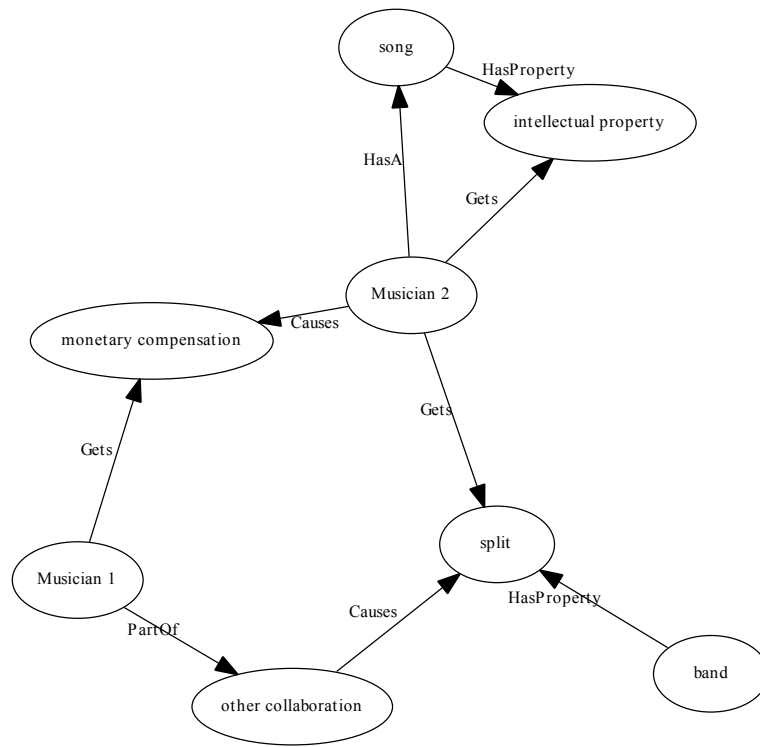 song
HasProperty
intellectual property
HasA
Gets
Musician 2
Causes
monetary compensation
Gets
Gets
split
Musician 1
Causes
HasProperty
PartOf
band
other collaboration